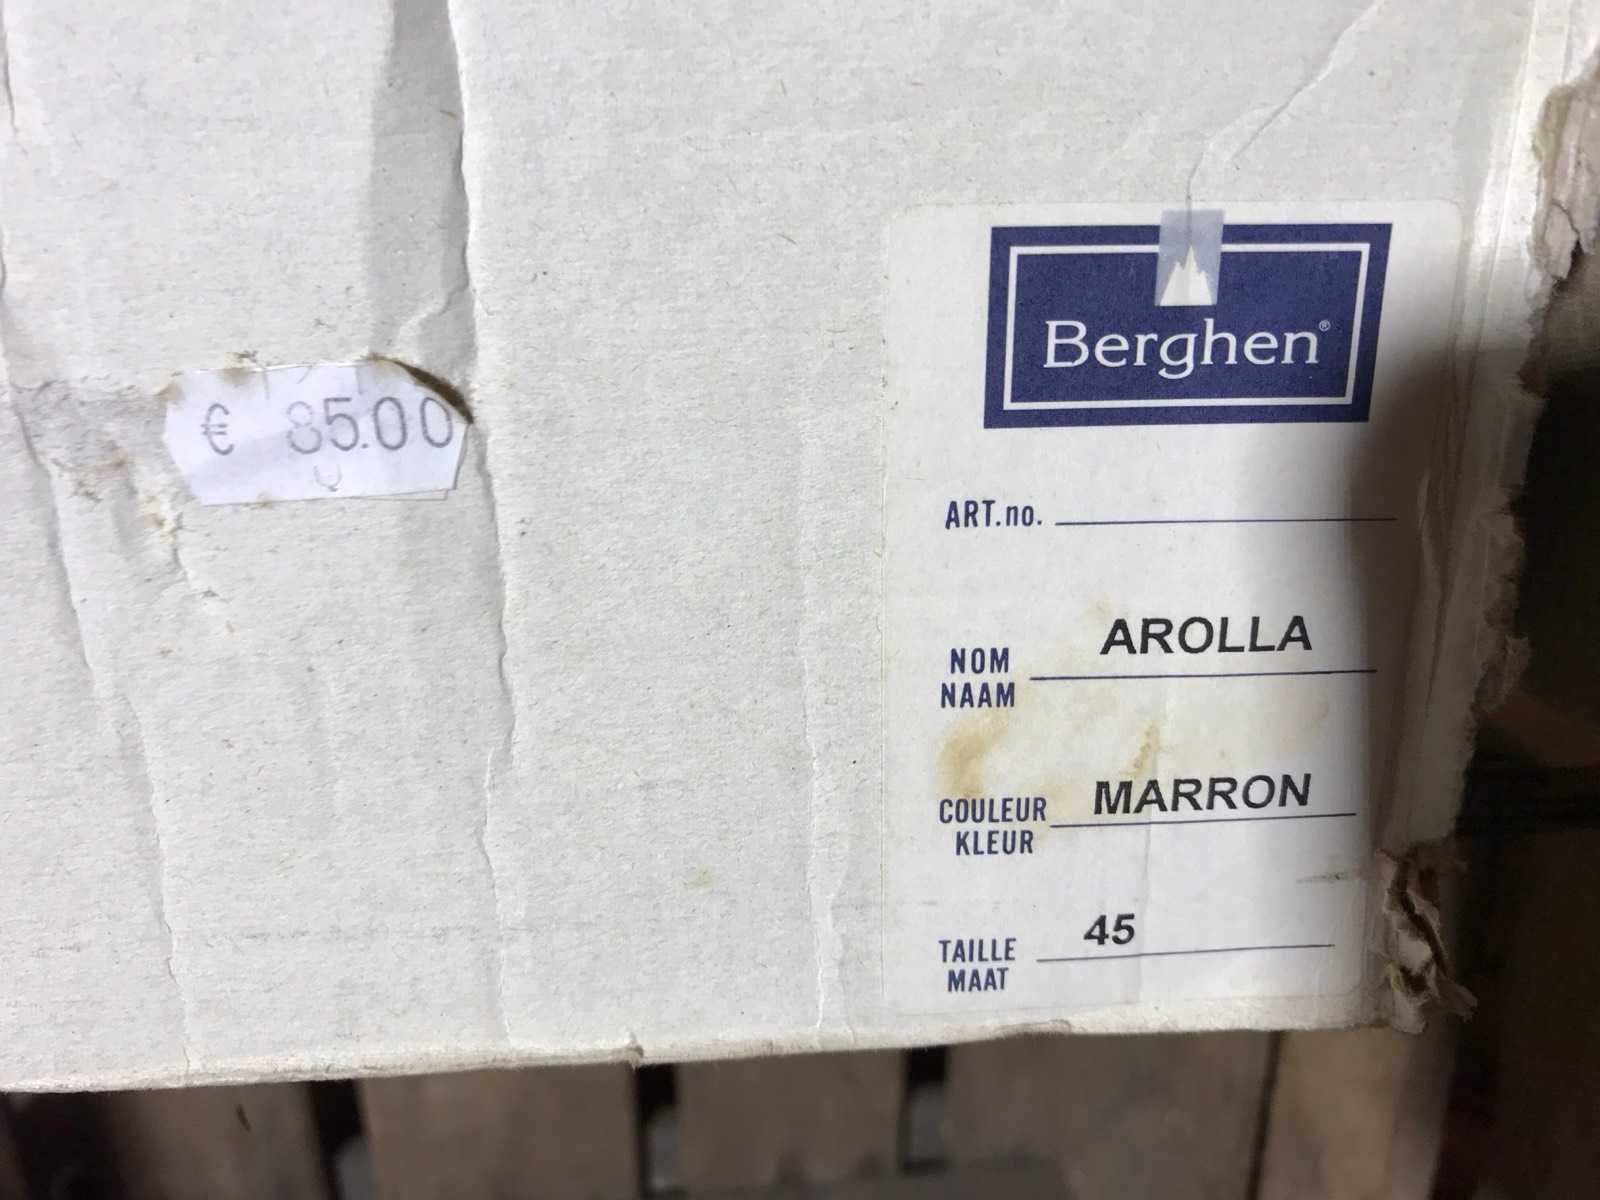 € 85.00
Berghen®
ART.no.
NOM AROLLA
NAAM
COULEUR MARRON
KLEUR
TAILLE 45
MAAT